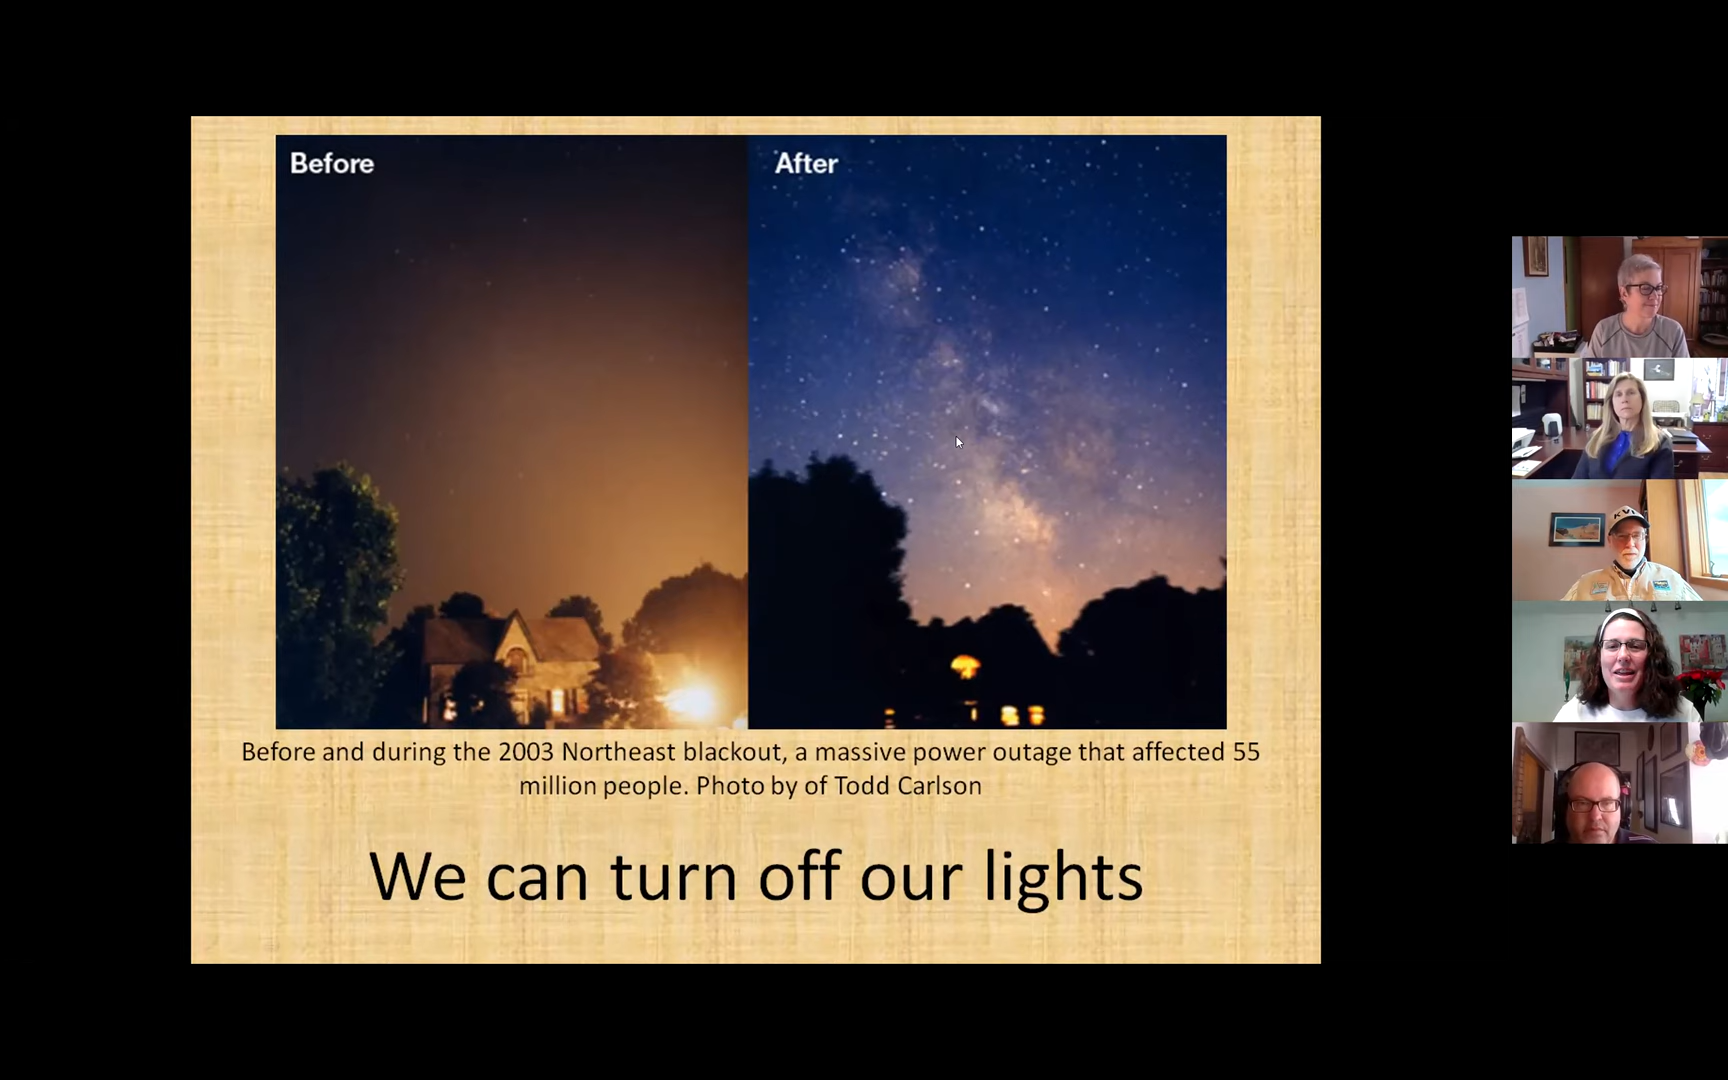 Before
After
Before and during the 2003 Northeast blackout, a massive power outage that affected 55
million people. Photo by of Todd Carlson
We can turn off our lights